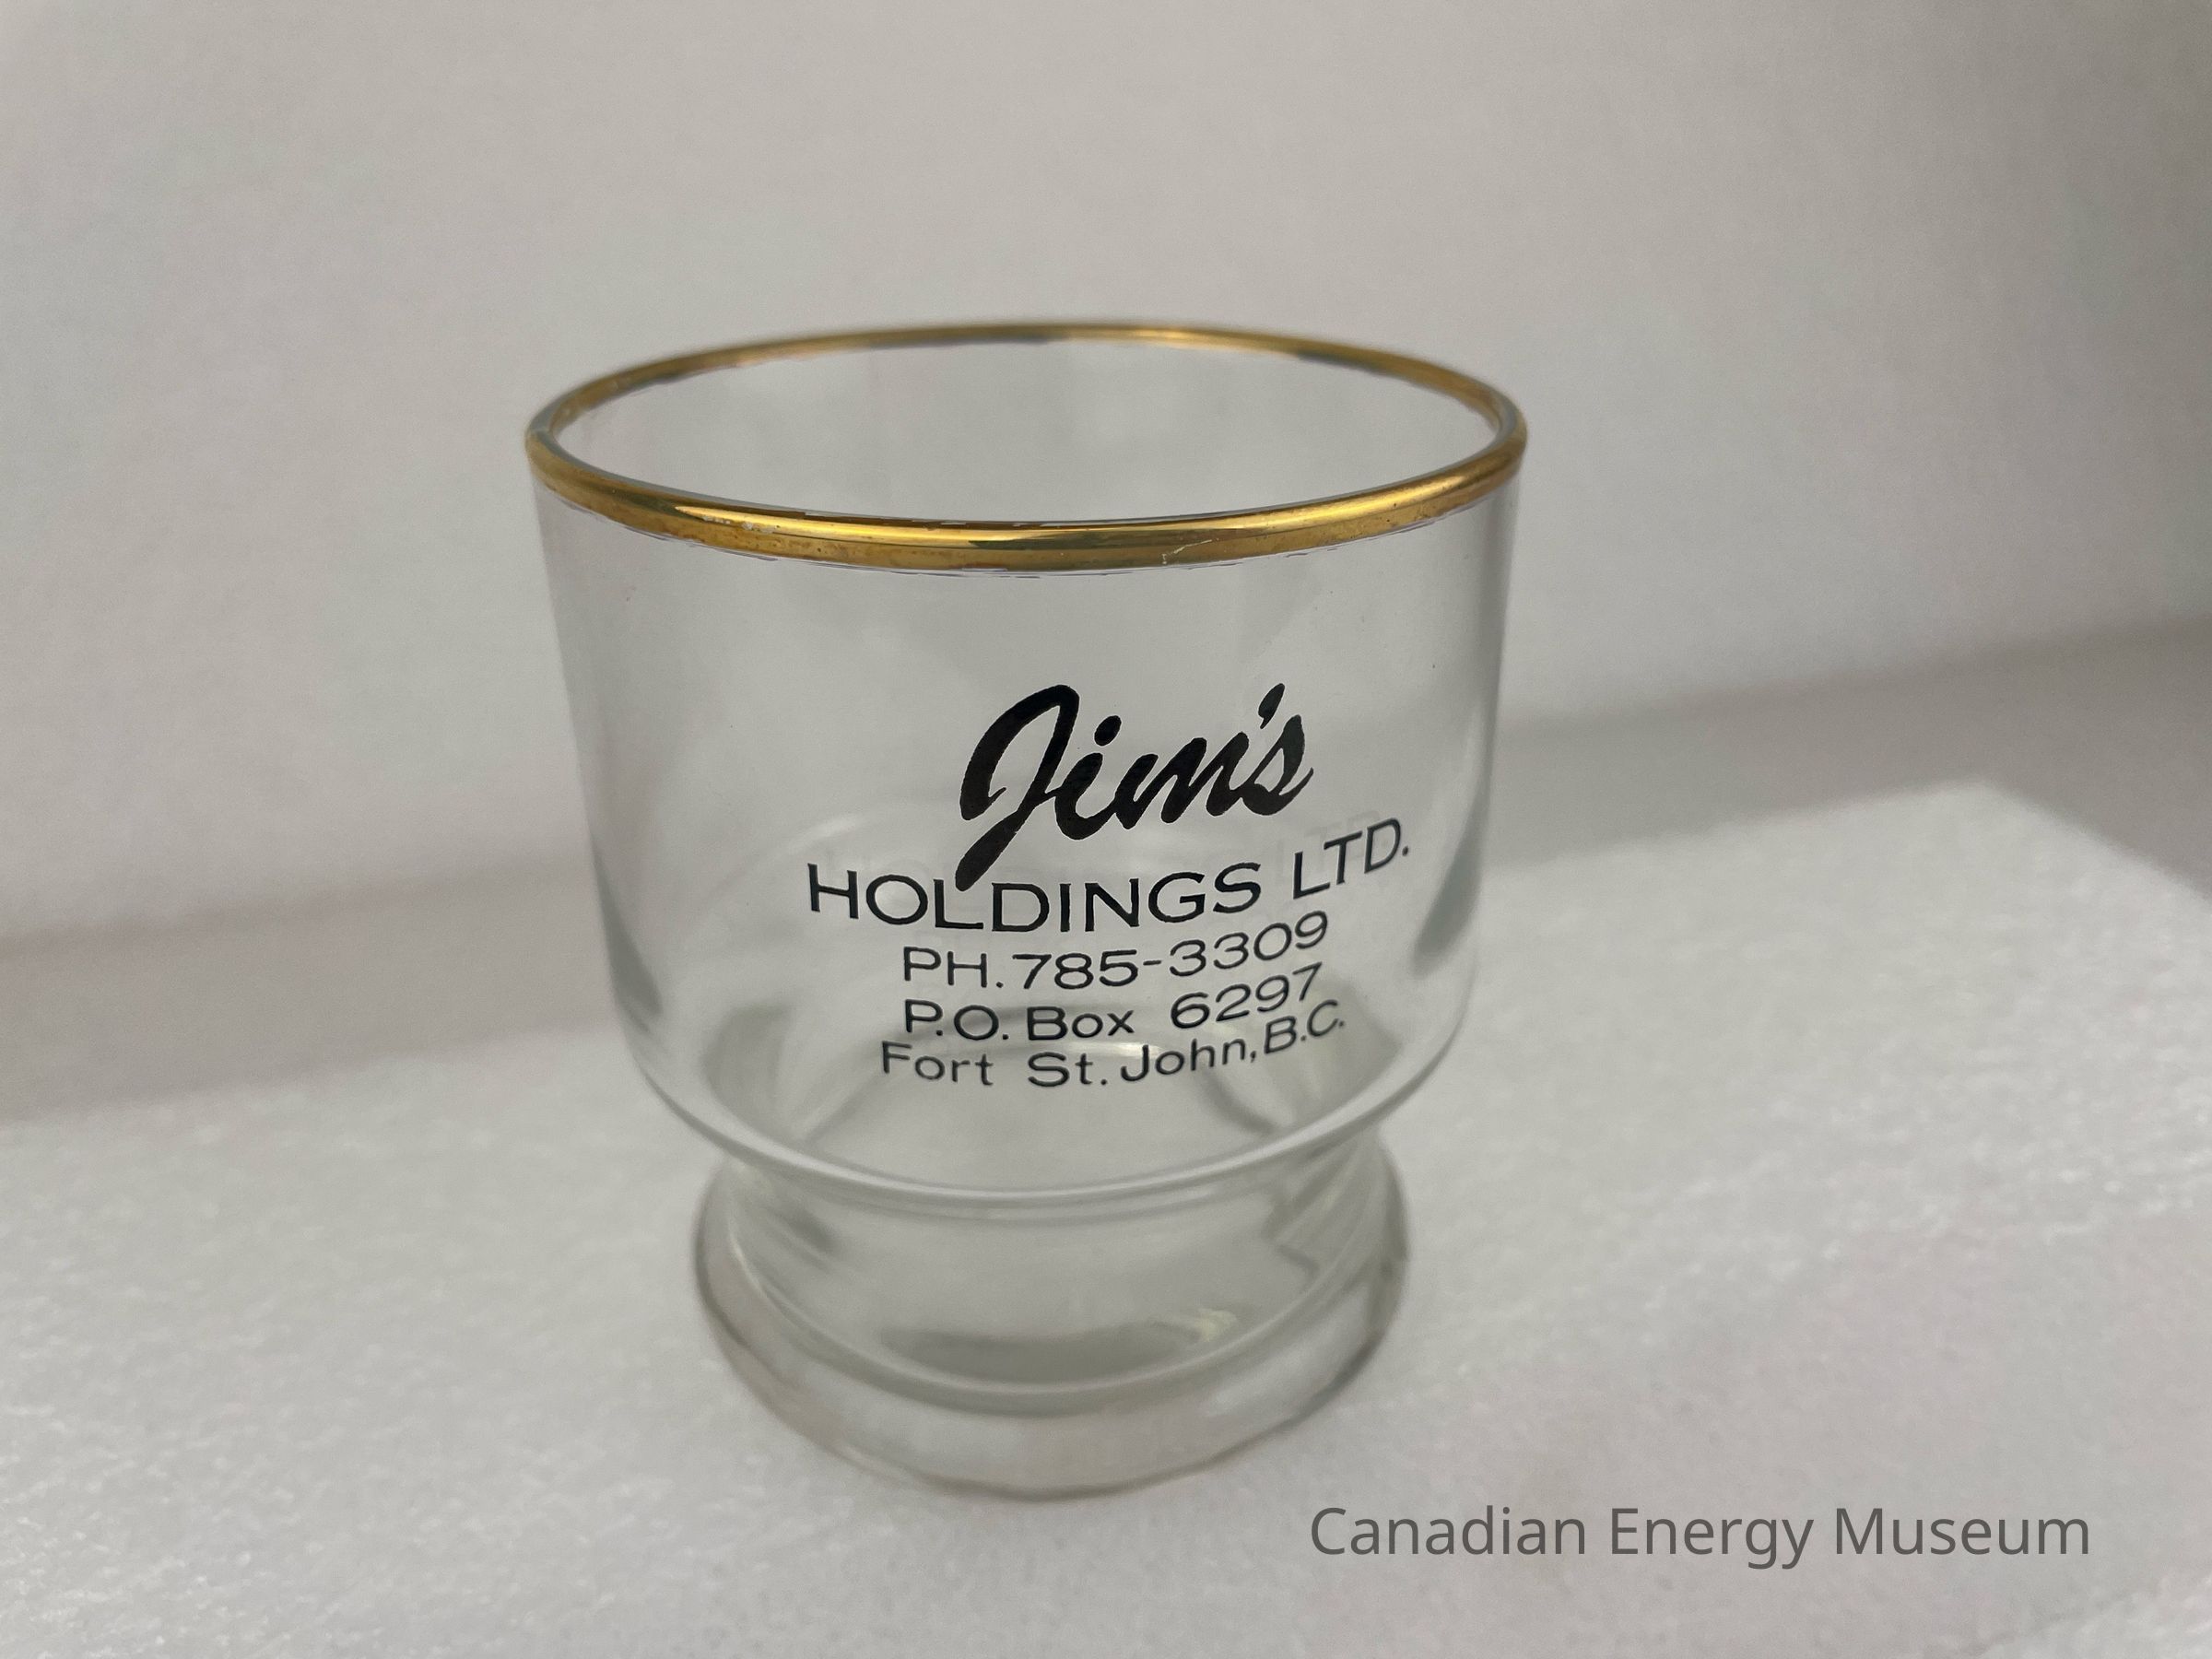 Jim's
HOLDINGS LTD.
PH. 785-3309
P.O. Box 6297
Fort St. John, B.C.
Canadian Energy Museum